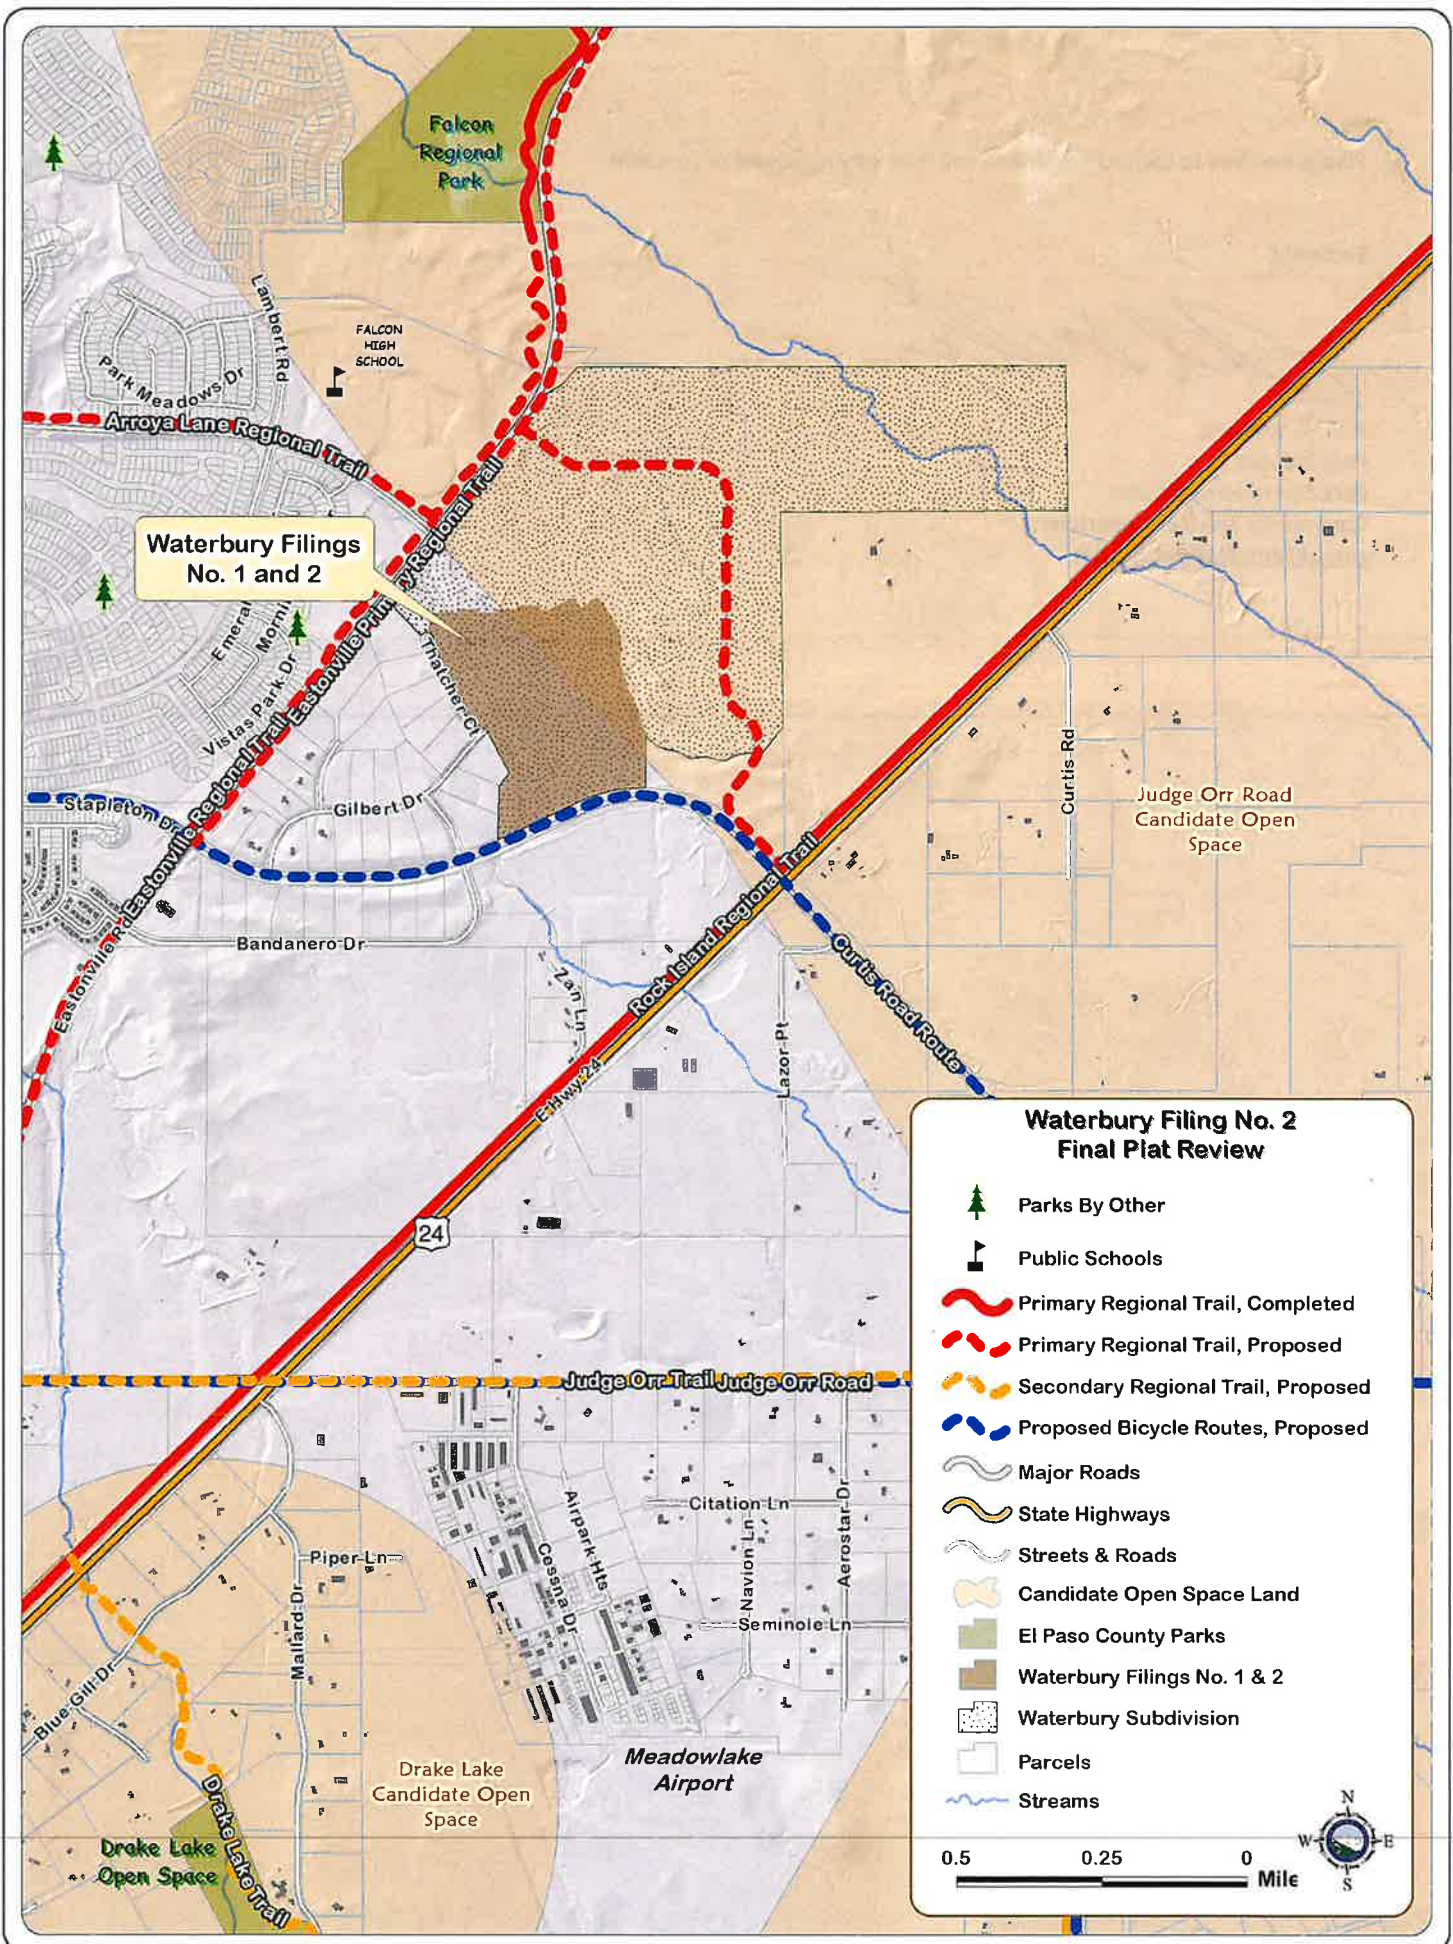 Falcon
Regional
Park
Lambert Rd
FALCON
HIGH
SCHOOL
Park Meadows Dr
Arroya Lane Regional Trail
Waterbury Filings
No. 1 and 2
Eastonville Regional Trail
Eastonville Primary Regional Trail
Vistas Park Dr
Thatcher Ct
Stapleton Dr
Gilbert Dr
Eastonville Rd
Bandanero Dr
Zan Ln
Rock Island Regional Trail
E Hwy 24
24
Lazor Pt
Curtis Road Route
Curtis Rd
Judge Orr Road
Candidate Open
Space
Judge Orr Trail
Judge Orr Road
Citation Ln
Airpark Hts
Cessna Dr
Navion Ln
Aerostar Dr
Seminole Ln
Piper Ln
Mallard Dr
Blue Gill Dr
Drake Lake
Candidate Open
Space
Meadowlake
Airport
Drake Lake
Open Space
Drake Lake Trail
Waterbury Filing No. 2
Final Plat Review
Parks By Other
Public Schools
Primary Regional Trail, Completed
Primary Regional Trail, Proposed
Secondary Regional Trail, Proposed
Proposed Bicycle Routes, Proposed
Major Roads
State Highways
Streets & Roads
Candidate Open Space Land
El Paso County Parks
Waterbury Filings No. 1 & 2
Waterbury Subdivision
Parcels
Streams
N
W E
S
0.5 0.25 0
Mile